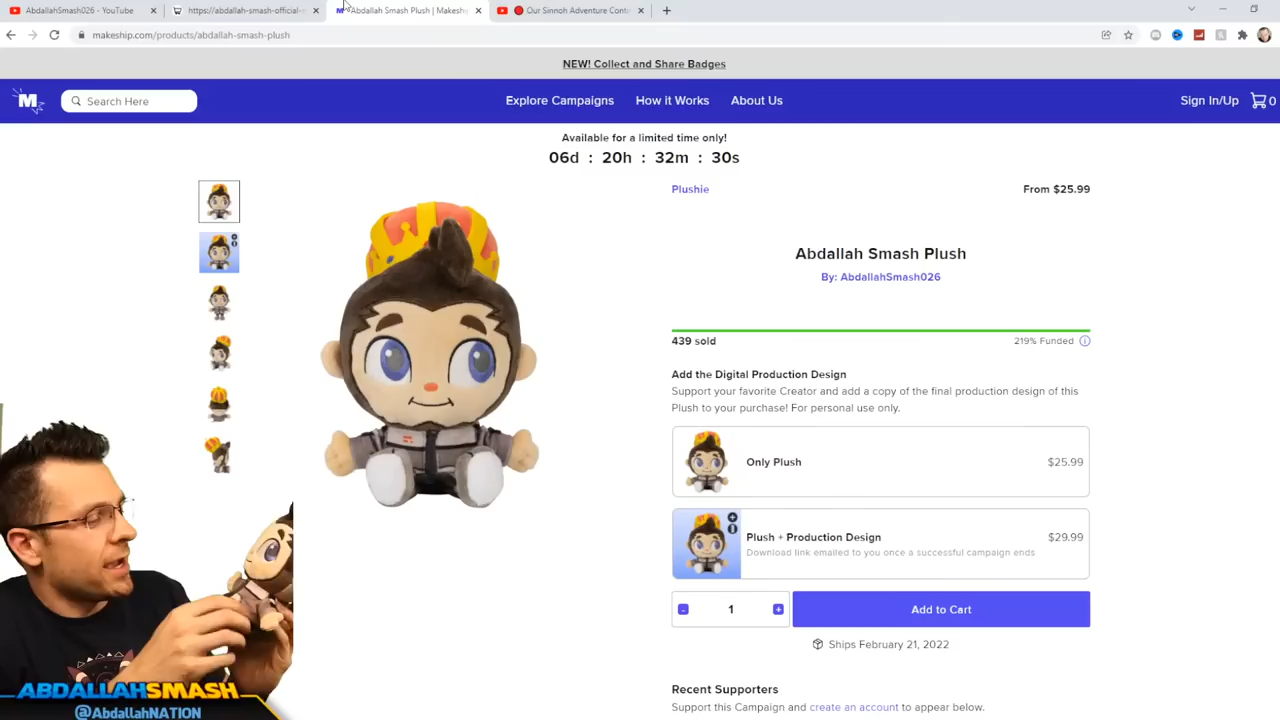 AbdallahSmash026 - YouTube
https://abdallah-smash-official-m
Abdallah Smash Plush | Makeshi
Our Sinnoh Adventure Cont
makeship.com/products/abdallah-smash-plush
NEW! Collect and Share Badges
M
Search Here
Explore Campaigns
How it Works
About Us
Sign In/Up
0
Available for a limited time only!
06d : 20h : 32m : 30s
Plushie
From $25.99
Abdallah Smash Plush
By: AbdallahSmash026
439 sold
219% Funded
Add the Digital Production Design
Support your favorite Creator and add a copy of the final production design of this
Plush to your purchase! For personal use only.
Only Plush
$25.99
Plush + Production Design
$29.99
Download link emailed to you once a successful campaign ends
- 1 +
Add to Cart
Ships February 21, 2022
Recent Supporters
Support this Campaign and create an account to appear below.
ABDALLAHSMASH
@AbdallahNATION